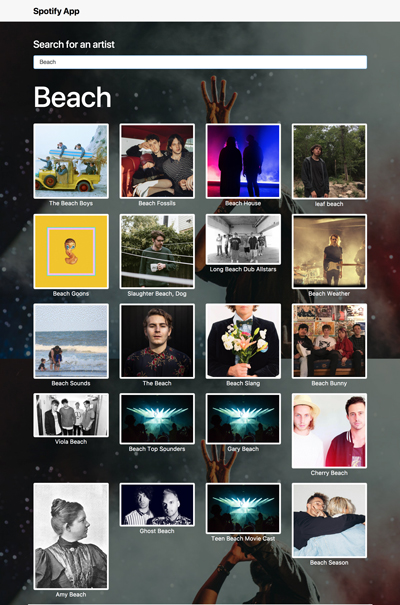 Spotify App
Search for an artist
Beach
Beach
The Beach Boys
Beach Fossils
Beach House
leaf beach
Beach Goons
Slaughter Beach, Dog
Long Beach Dub Allstars
Beach Weather
Beach Sounds
The Beach
Beach Slang
Beach Bunny
Viola Beach
Beach Top Sounders
Gary Beach
Cherry Beach
Amy Beach
Ghost Beach
Teen Beach Movie Cast
Beach Season